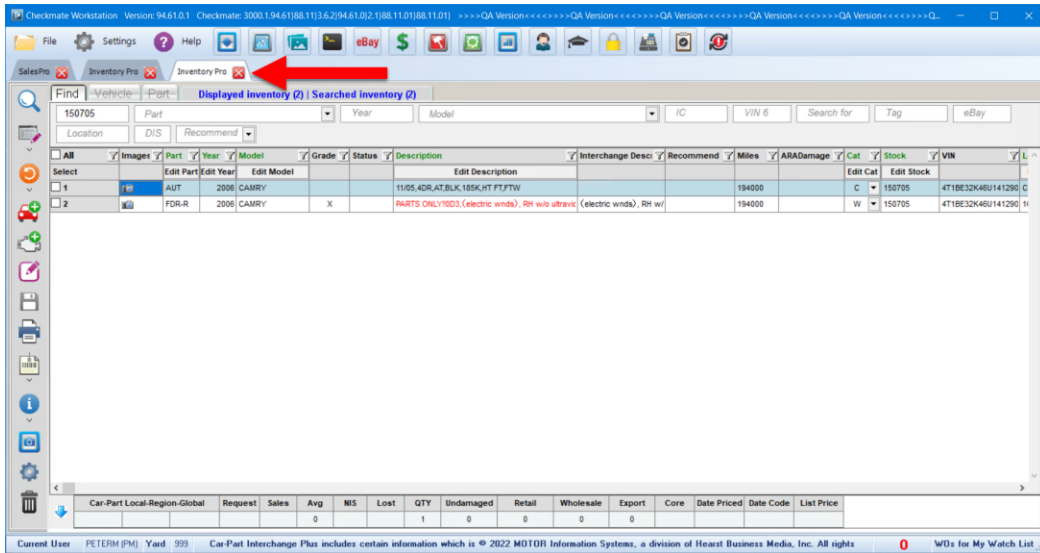 Checkmate Workstation Version: 94.61.0.1 Checkmate: 3000.1.94.61)88.11)3.6.2)94.61.0)2.1)88.11.01)88.11.01) >>>>QA Version<<<<>>>>QA Version<<<<>>>>QA Version<<<<>>>>QA Version<<<<>>>>QA Version<<<<>>>>Q...
File Settings Help eBay
SalesPro Inventory Pro Inventory Pro
Find Vehicle Part Displayed inventory (2) | Searched inventory (2)
150705 Part Year Model IC VIN 6 Search for Tag eBay
Location DIS Recommend
All Images Part Year Model Grade Status Description Interchange Desc Recommend Miles ARADamage Cat Stock VIN L
Select Edit Part Edit Year Edit Model Edit Description Edit Cat Edit Stock
1 AUT 2006 CAMRY 11/05,4DR,AT,BLK,185K,HT FT,FTW 194000 C 150705 4T1BE32K46U141290 C
2 FDR-R 2006 CAMRY X PARTS ONLY!!0D3,(electric wnds), RH w/o ultravic (electric wnds), RH w/ 194000 W 150705 4T1BE32K46U141290
Car-Part Local-Region-Global Request Sales Avg NIS Lost QTY Undamaged Retail Wholesale Export Core Date Priced Date Code List Price
0 1 0 0 0 0
Current User PETERM (PM) Yard 999 Car-Part Interchange Plus includes certain information which is © 2022 MOTOR Information Systems, a division of Hearst Business Media, Inc. All rights 0 WOs for My Watch List